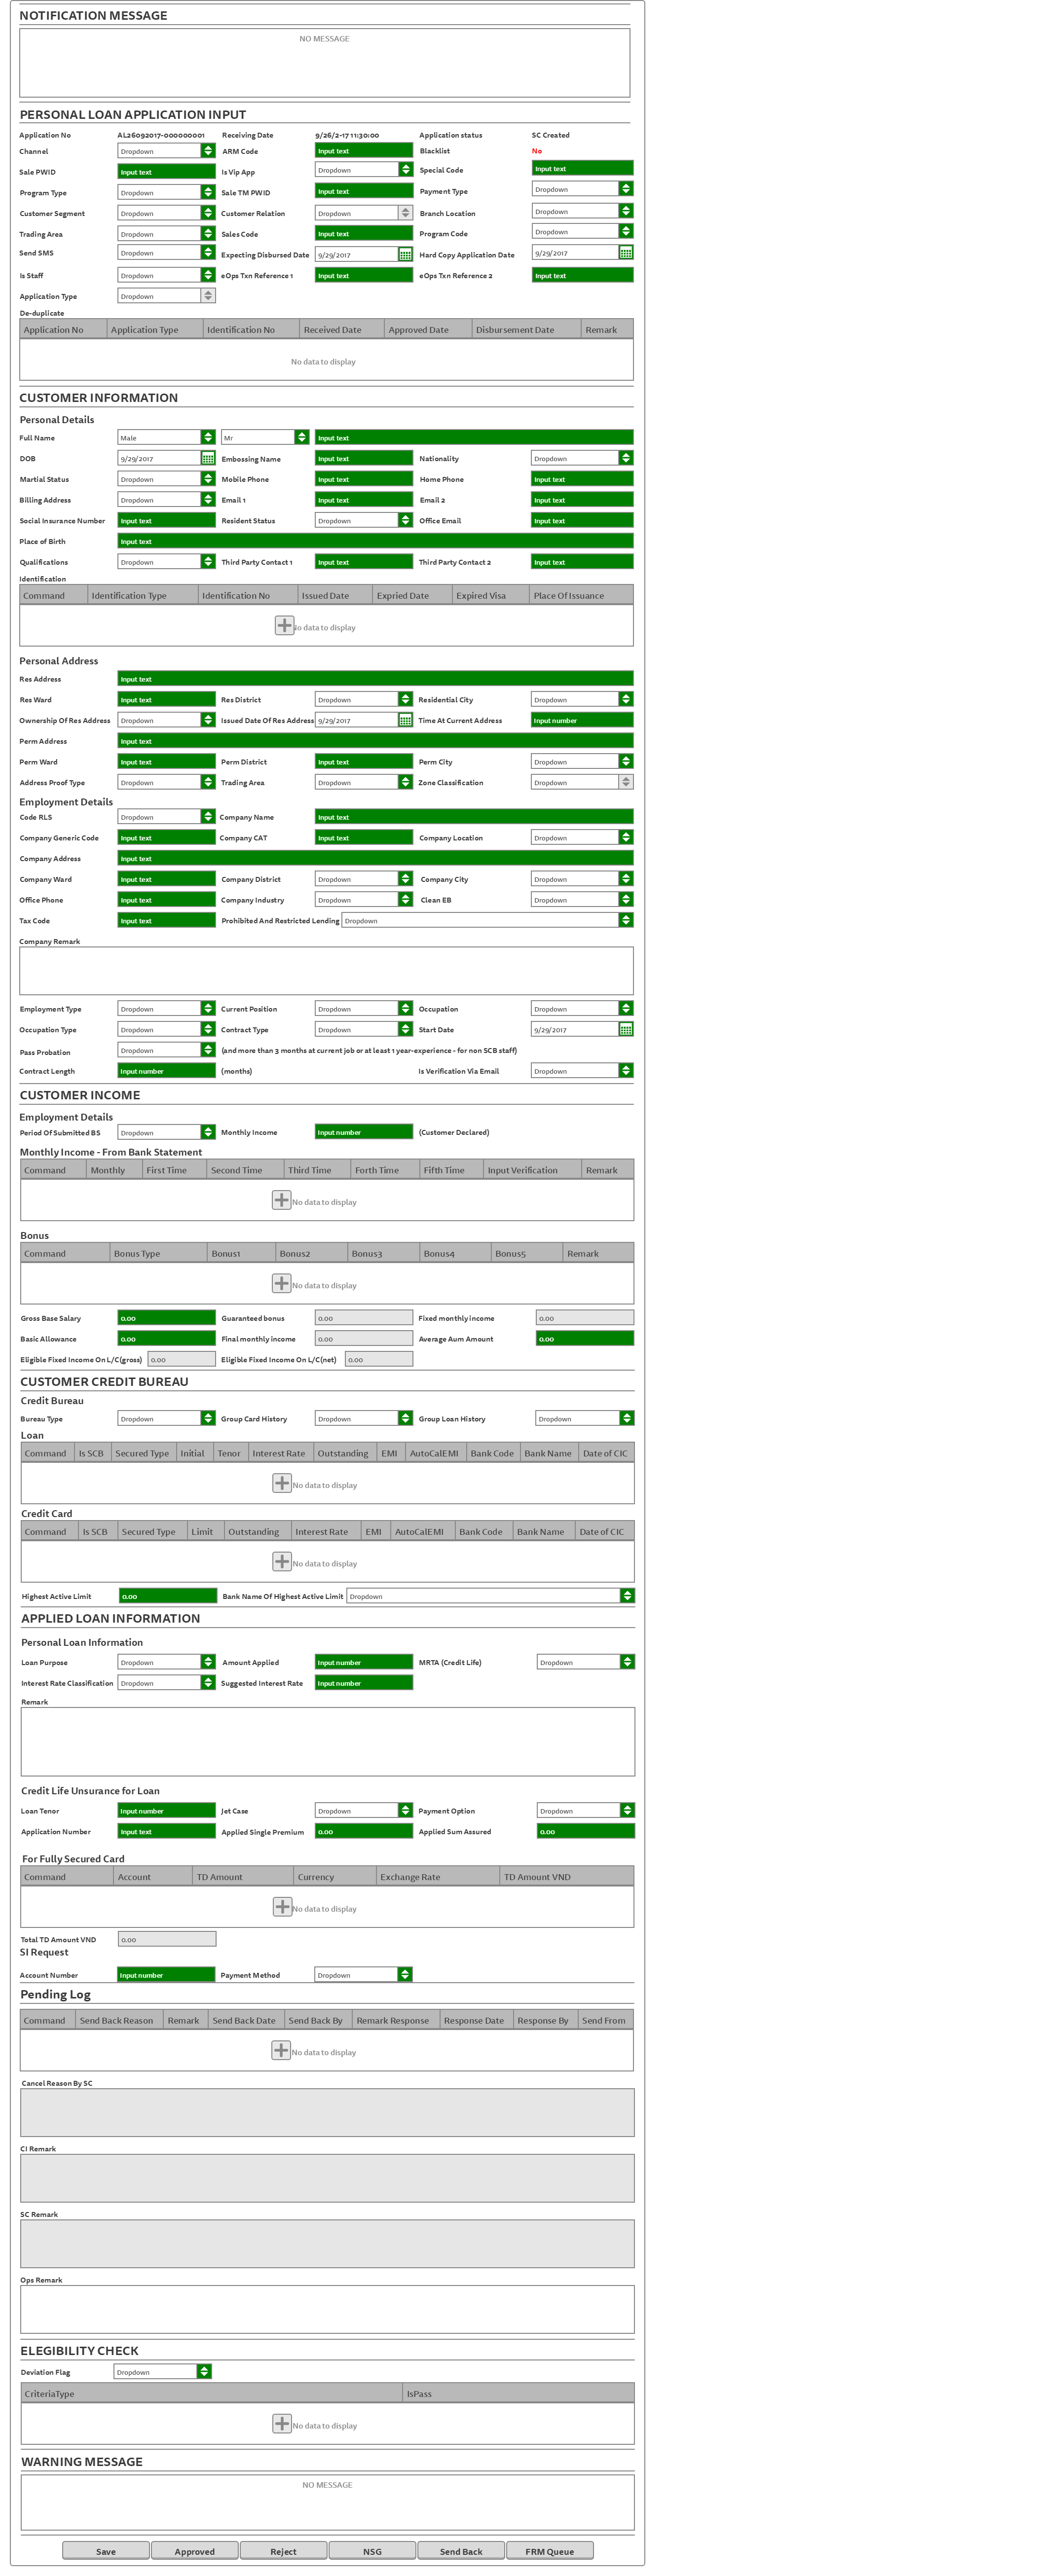 NOTIFICATION MESSAGE
NO MESSAGE
PERSONAL LOAN APPLICATION INPUT
Application No AL26092017-000000001 Receiving Date 9/26/2-17 11:30:00 Application status SC Created
Channel Dropdown ARM Code Input text Blacklist No
Sale PWID Input text Is Vip App Dropdown Special Code Input text
Program Type Dropdown Sale TM PWID Input text Payment Type Dropdown
Customer Segment Dropdown Customer Relation Dropdown Branch Location Dropdown
Trading Area Dropdown Sales Code Input text Program Code Dropdown
Send SMS Dropdown Expecting Disbursed Date 9/29/2017 Hard Copy Application Date 9/29/2017
Is Staff Dropdown eOps Txn Reference 1 Input text eOps Txn Reference 2 Input text
Application Type Dropdown
De-duplicate
Application No Application Type Identification No Received Date Approved Date Disbursement Date Remark
No data to display
CUSTOMER INFORMATION
Personal Details
Full Name Male Mr Input text
DOB 9/29/2017 Embossing Name Input text Nationality Dropdown
Martial Status Dropdown Mobile Phone Input text Home Phone Input text
Billing Address Dropdown Email 1 Input text Email 2 Input text
Social Insurance Number Input text Resident Status Dropdown Office Email Input text
Place of Birth Input text
Qualifications Dropdown Third Party Contact 1 Input text Third Party Contact 2 Input text
Identification
Command Identification Type Identification No Issued Date Expried Date Expired Visa Place Of Issuance
No data to display
Personal Address
Res Address Input text
Res Ward Input text Res District Dropdown Residential City Dropdown
Ownership Of Res Address Dropdown Issued Date Of Res Address 9/29/2017 Time At Current Address Input number
Perm Address Input text
Perm Ward Input text Perm District Input text Perm City Dropdown
Address Proof Type Dropdown Trading Area Dropdown Zone Classification Dropdown
Employment Details
Code RLS Dropdown Company Name Input text
Company Generic Code Input text Company CAT Input text Company Location Dropdown
Company Address Input text
Company Ward Input text Company District Dropdown Company City Dropdown
Office Phone Input text Company Industry Dropdown Clean EB Dropdown
Tax Code Input text Prohibited And Restricted Lending Dropdown
Company Remark
Employment Type Dropdown Current Position Dropdown Occupation Dropdown
Occupation Type Dropdown Contract Type Dropdown Start Date 9/29/2017
Pass Probation Dropdown (and more than 3 months at current job or at least 1 year-experience - for non SCB staff)
Contract Length Input number (months) Is Verification Via Email Dropdown
CUSTOMER INCOME
Employment Details
Period Of Submitted BS Dropdown Monthly Income Input number (Customer Declared)
Monthly Income - From Bank Statement
Command Monthly First Time Second Time Third Time Forth Time Fifth Time Input Verification Remark
No data to display
Bonus
Command Bonus Type Bonus1 Bonus2 Bonus3 Bonus4 Bonus5 Remark
No data to display
Gross Base Salary 0.00 Guaranteed bonus 0.00 Fixed monthly income 0.00
Basic Allowance 0.00 Final monthly income 0.00 Average Aum Amount 0.00
Eligible Fixed Income On L/C(gross) 0.00 Eligible Fixed Income On L/C(net) 0.00
CUSTOMER CREDIT BUREAU
Credit Bureau
Bureau Type Dropdown Group Card History Dropdown Group Loan History Dropdown
Loan
Command Is SCB Secured Type Initial Tenor Interest Rate Outstanding EMI AutoCalEMI Bank Code Bank Name Date of CIC
No data to display
Credit Card
Command Is SCB Secured Type Limit Outstanding Interest Rate EMI AutoCalEMI Bank Code Bank Name Date of CIC
No data to display
Highest Active Limit 0.00 Bank Name Of Highest Active Limit Dropdown
APPLIED LOAN INFORMATION
Personal Loan Information
Loan Purpose Dropdown Amount Applied Input number MRTA (Credit Life) Dropdown
Interest Rate Classification Dropdown Suggested Interest Rate Input number
Remark
Credit Life Unsurance for Loan
Loan Tenor Input number Jet Case Dropdown Payment Option Dropdown
Application Number Input text Applied Single Premium 0.00 Applied Sum Assured 0.00
For Fully Secured Card
Command Account TD Amount Currency Exchange Rate TD Amount VND
No data to display
Total TD Amount VND 0.00
SI Request
Account Number Input number Payment Method Dropdown
Pending Log
Command Send Back Reason Remark Send Back Date Send Back By Remark Response Response Date Response By Send From
No data to display
Cancel Reason By SC
CI Remark
SC Remark
Ops Remark
ELEGIBILITY CHECK
Deviation Flag Dropdown
CriteriaType IsPass
No data to display
WARNING MESSAGE
NO MESSAGE
Save Approved Reject NSG Send Back FRM Queue